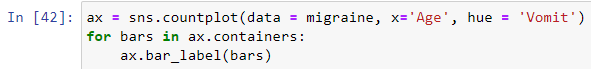 In [42]: ax = sns.countplot(data = migraine, x='Age', hue = 'Vomit')
for bars in ax.containers:
    ax.bar_label(bars)